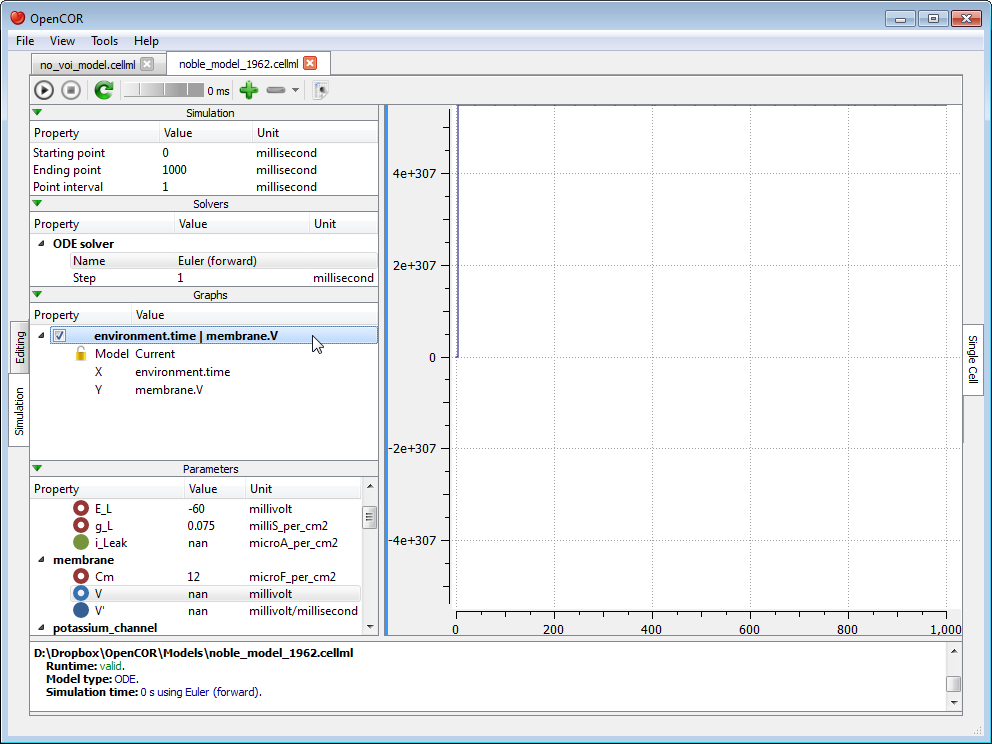 OpenCOR
File View Tools Help
no_voi_model.cellml noble_model_1962.cellml
0 ms
Simulation
Property Value Unit
Starting point 0 millisecond
Ending point 1000 millisecond
Point interval 1 millisecond
Solvers
Property Value Unit
ODE solver
Name Euler (forward)
Step 1 millisecond
Graphs
Property Value
environment.time | membrane.V
Model Current
X environment.time
Y membrane.V
Parameters
Property Value Unit
E_L -60 millivolt
g_L 0.075 milliS_per_cm2
i_Leak nan microA_per_cm2
membrane
Cm 12 microF_per_cm2
V nan millivolt
V' nan millivolt/millisecond
potassium_channel
Editing
Simulation
4e+307
2e+307
0
-2e+307
-4e+307
0 200 400 600 800 1,000
Single Cell
D:\Dropbox\OpenCOR\Models\noble_model_1962.cellml
Runtime: valid.
Model type: ODE.
Simulation time: 0 s using Euler (forward).